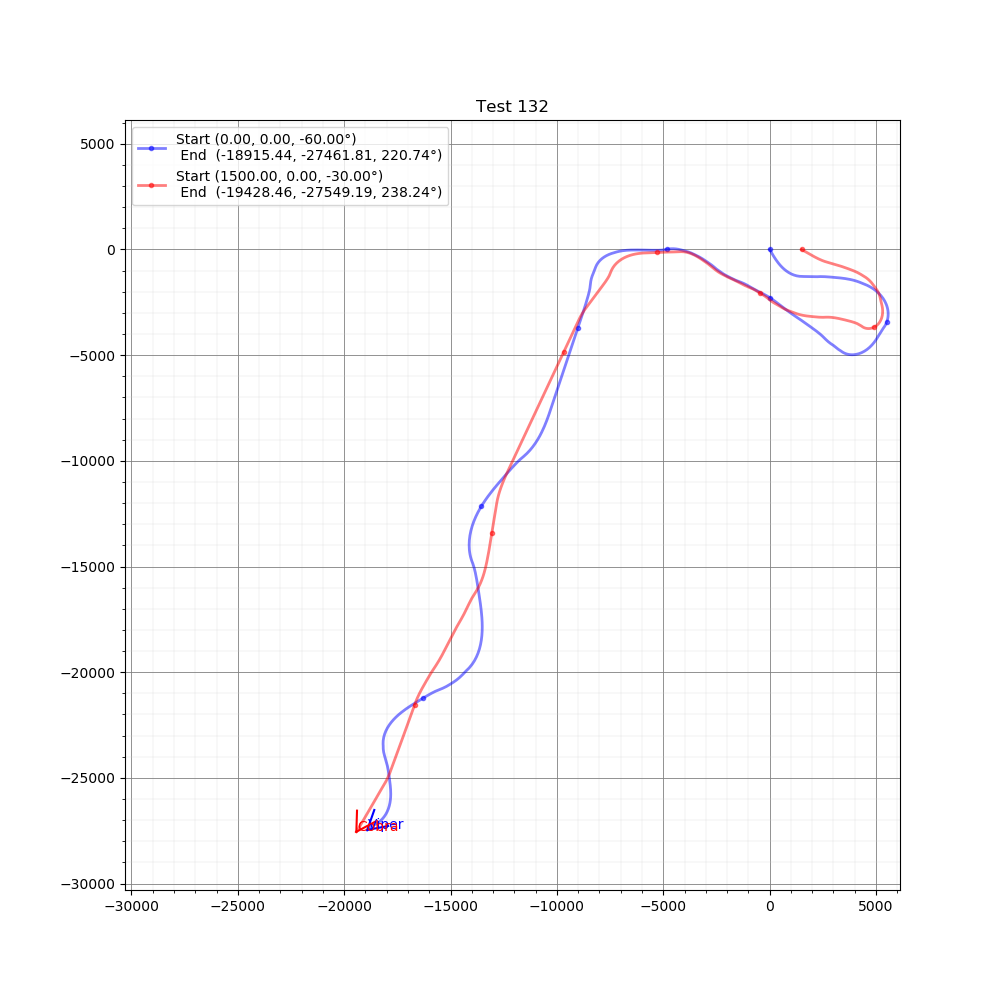 Test 132
Start (0.00, 0.00, -60.00°)
End (-18915.44, -27461.81, 220.74°)
Start (1500.00, 0.00, -30.00°)
End (-19428.46, -27549.19, 238.24°)
5000
0
−5000
−10000
−15000
−20000
−25000
−30000
−30000 −25000 −20000 −15000 −10000 −5000 0 5000